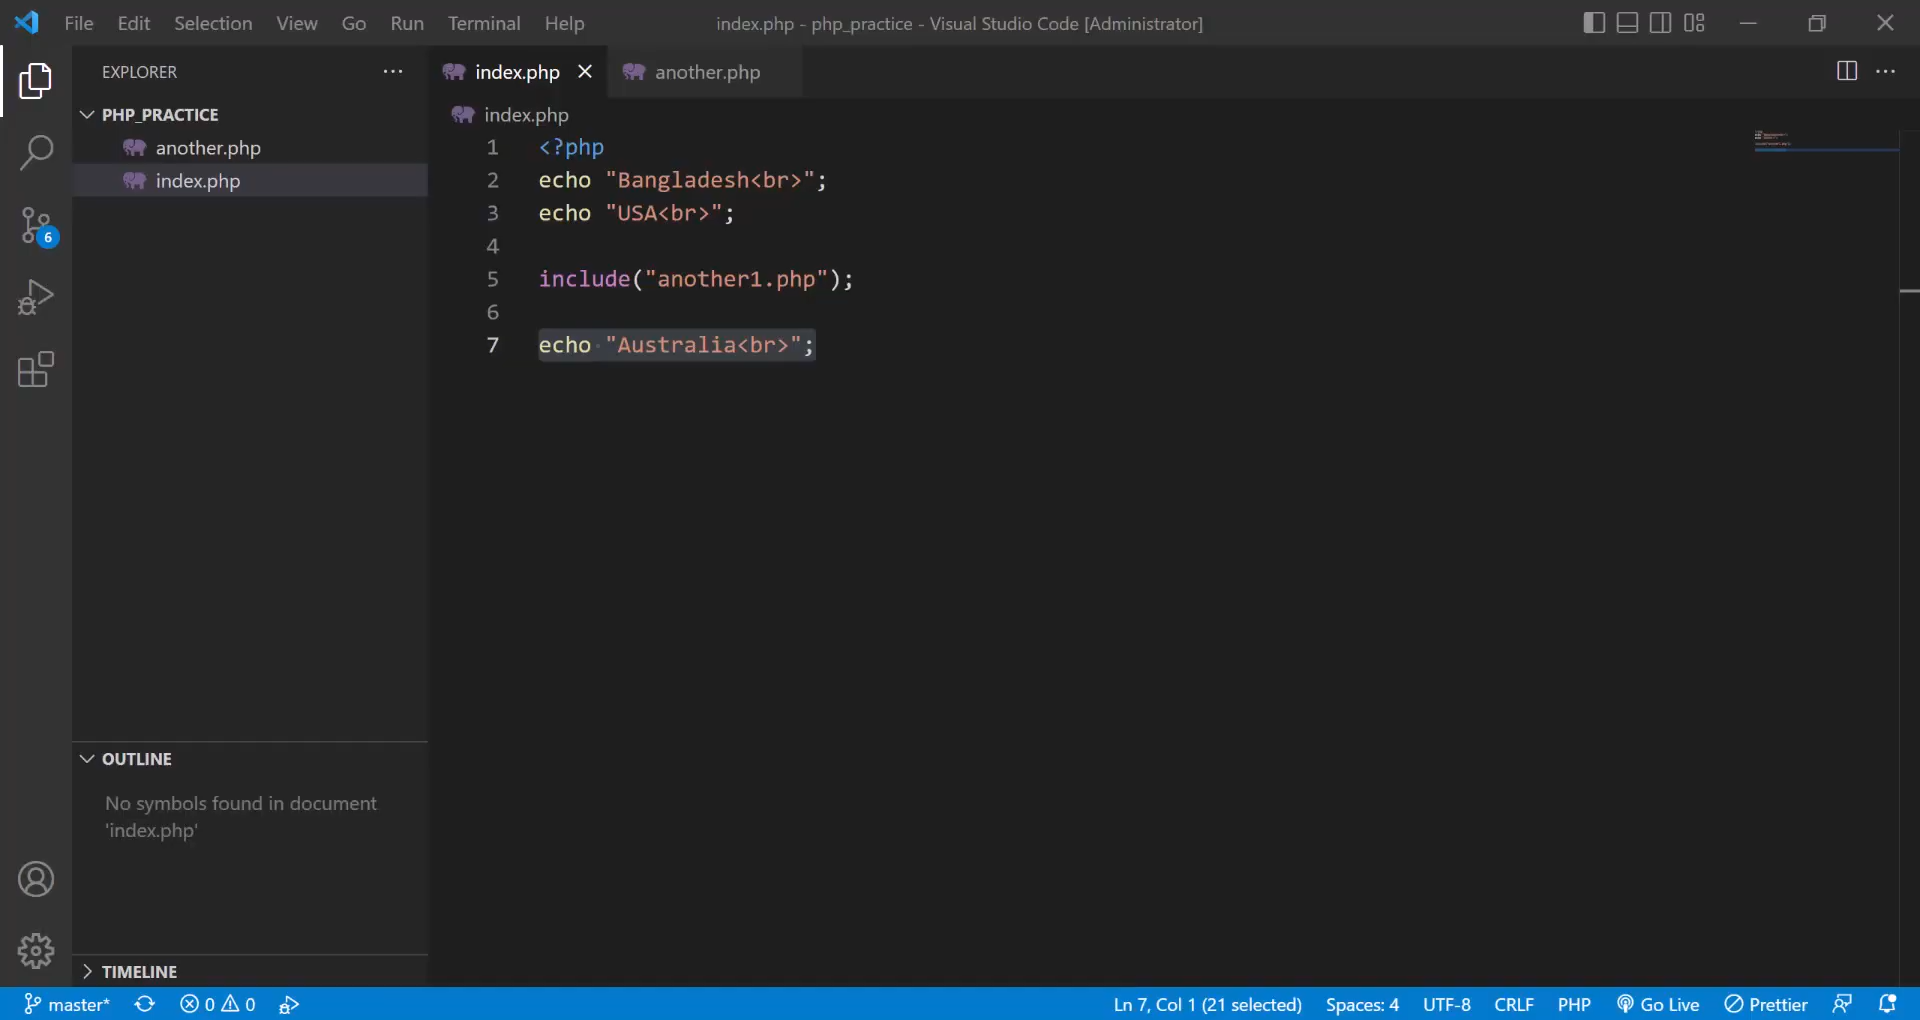 File Edit Selection View Go Run Terminal Help index.php - php_practice - Visual Studio Code [Administrator]
EXPLORER
PHP_PRACTICE
another.php
index.php
index.php another.php
index.php
1 <?php
2 echo "Bangladesh<br>";
3 echo "USA<br>";
4
5 include("another1.php");
6
7 echo "Australia<br>";
6
OUTLINE
No symbols found in document
'index.php'
TIMELINE
master* 0 0 Ln 7, Col 1 (21 selected) Spaces: 4 UTF-8 CRLF PHP Go Live Prettier